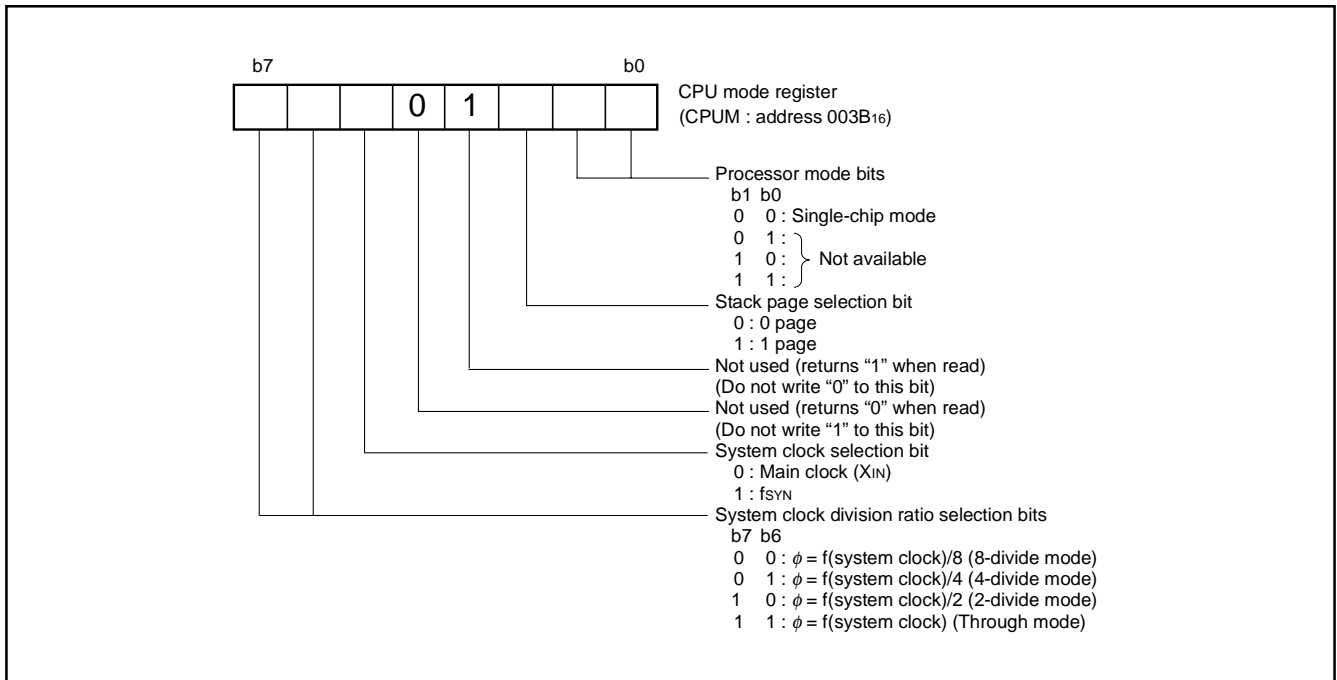 b7 b0
0 1
CPU mode register
(CPUM : address 003B16)
Processor mode bits
b1 b0
0 0 : Single-chip mode
0 1 :
1 0 : Not available
1 1 :
Stack page selection bit
0 : 0 page
1 : 1 page
Not used (returns “1” when read)
(Do not write “0” to this bit)
Not used (returns “0” when read)
(Do not write “1” to this bit)
System clock selection bit
0 : Main clock (XIN)
1 : fSYN
System clock division ratio selection bits
b7 b6
0 0 : ϕ = f(system clock)/8 (8-divide mode)
0 1 : ϕ = f(system clock)/4 (4-divide mode)
1 0 : ϕ = f(system clock)/2 (2-divide mode)
1 1 : ϕ = f(system clock) (Through mode)